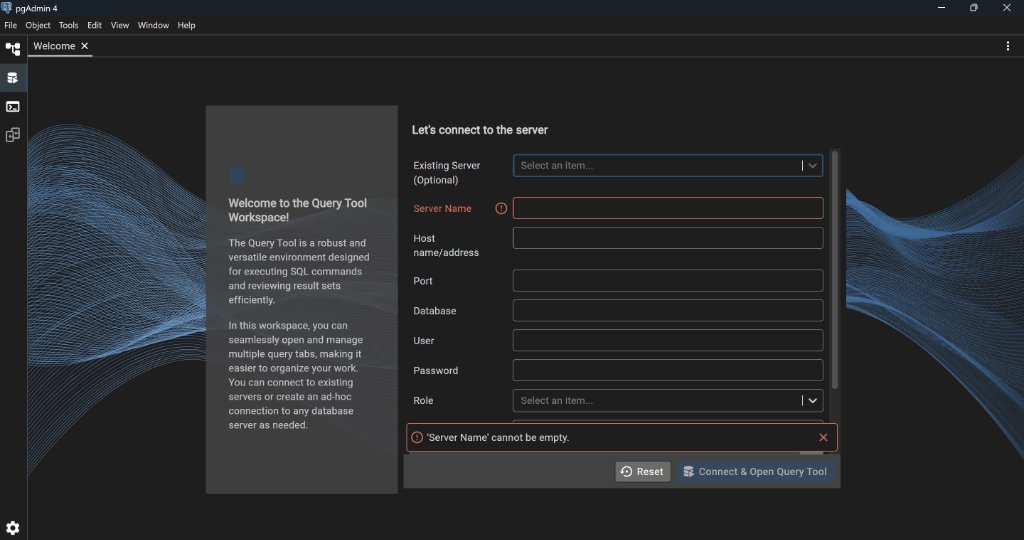 pgAdmin 4
File Object Tools Edit View Window Help
Welcome
Let's connect to the server
Existing Server
(Optional)
Select an item...
Welcome to the Query Tool
Workspace!
Server Name
The Query Tool is a robust and
versatile environment designed
for executing SQL commands
and reviewing result sets
efficiently.
Host
name/address
Port
Database
In this workspace, you can
seamlessly open and manage
multiple query tabs, making it
easier to organize your work.
You can connect to existing
servers or create an ad-hoc
connection to any database
server as needed.
User
Password
Role
Select an item...
'Server Name' cannot be empty.
Reset
Connect & Open Query Tool